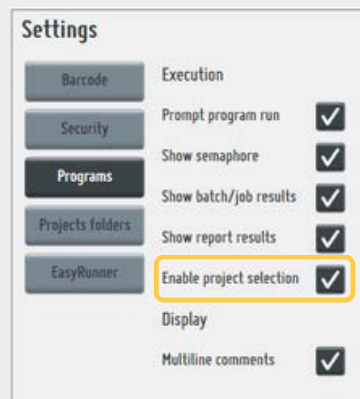 Settings
Barcode
Security
Programs
Projects folders
EasyRunner
Execution
Prompt program run
Show semaphore
Show batch/job results
Show report results
Enable project selection
Display
Multiline comments